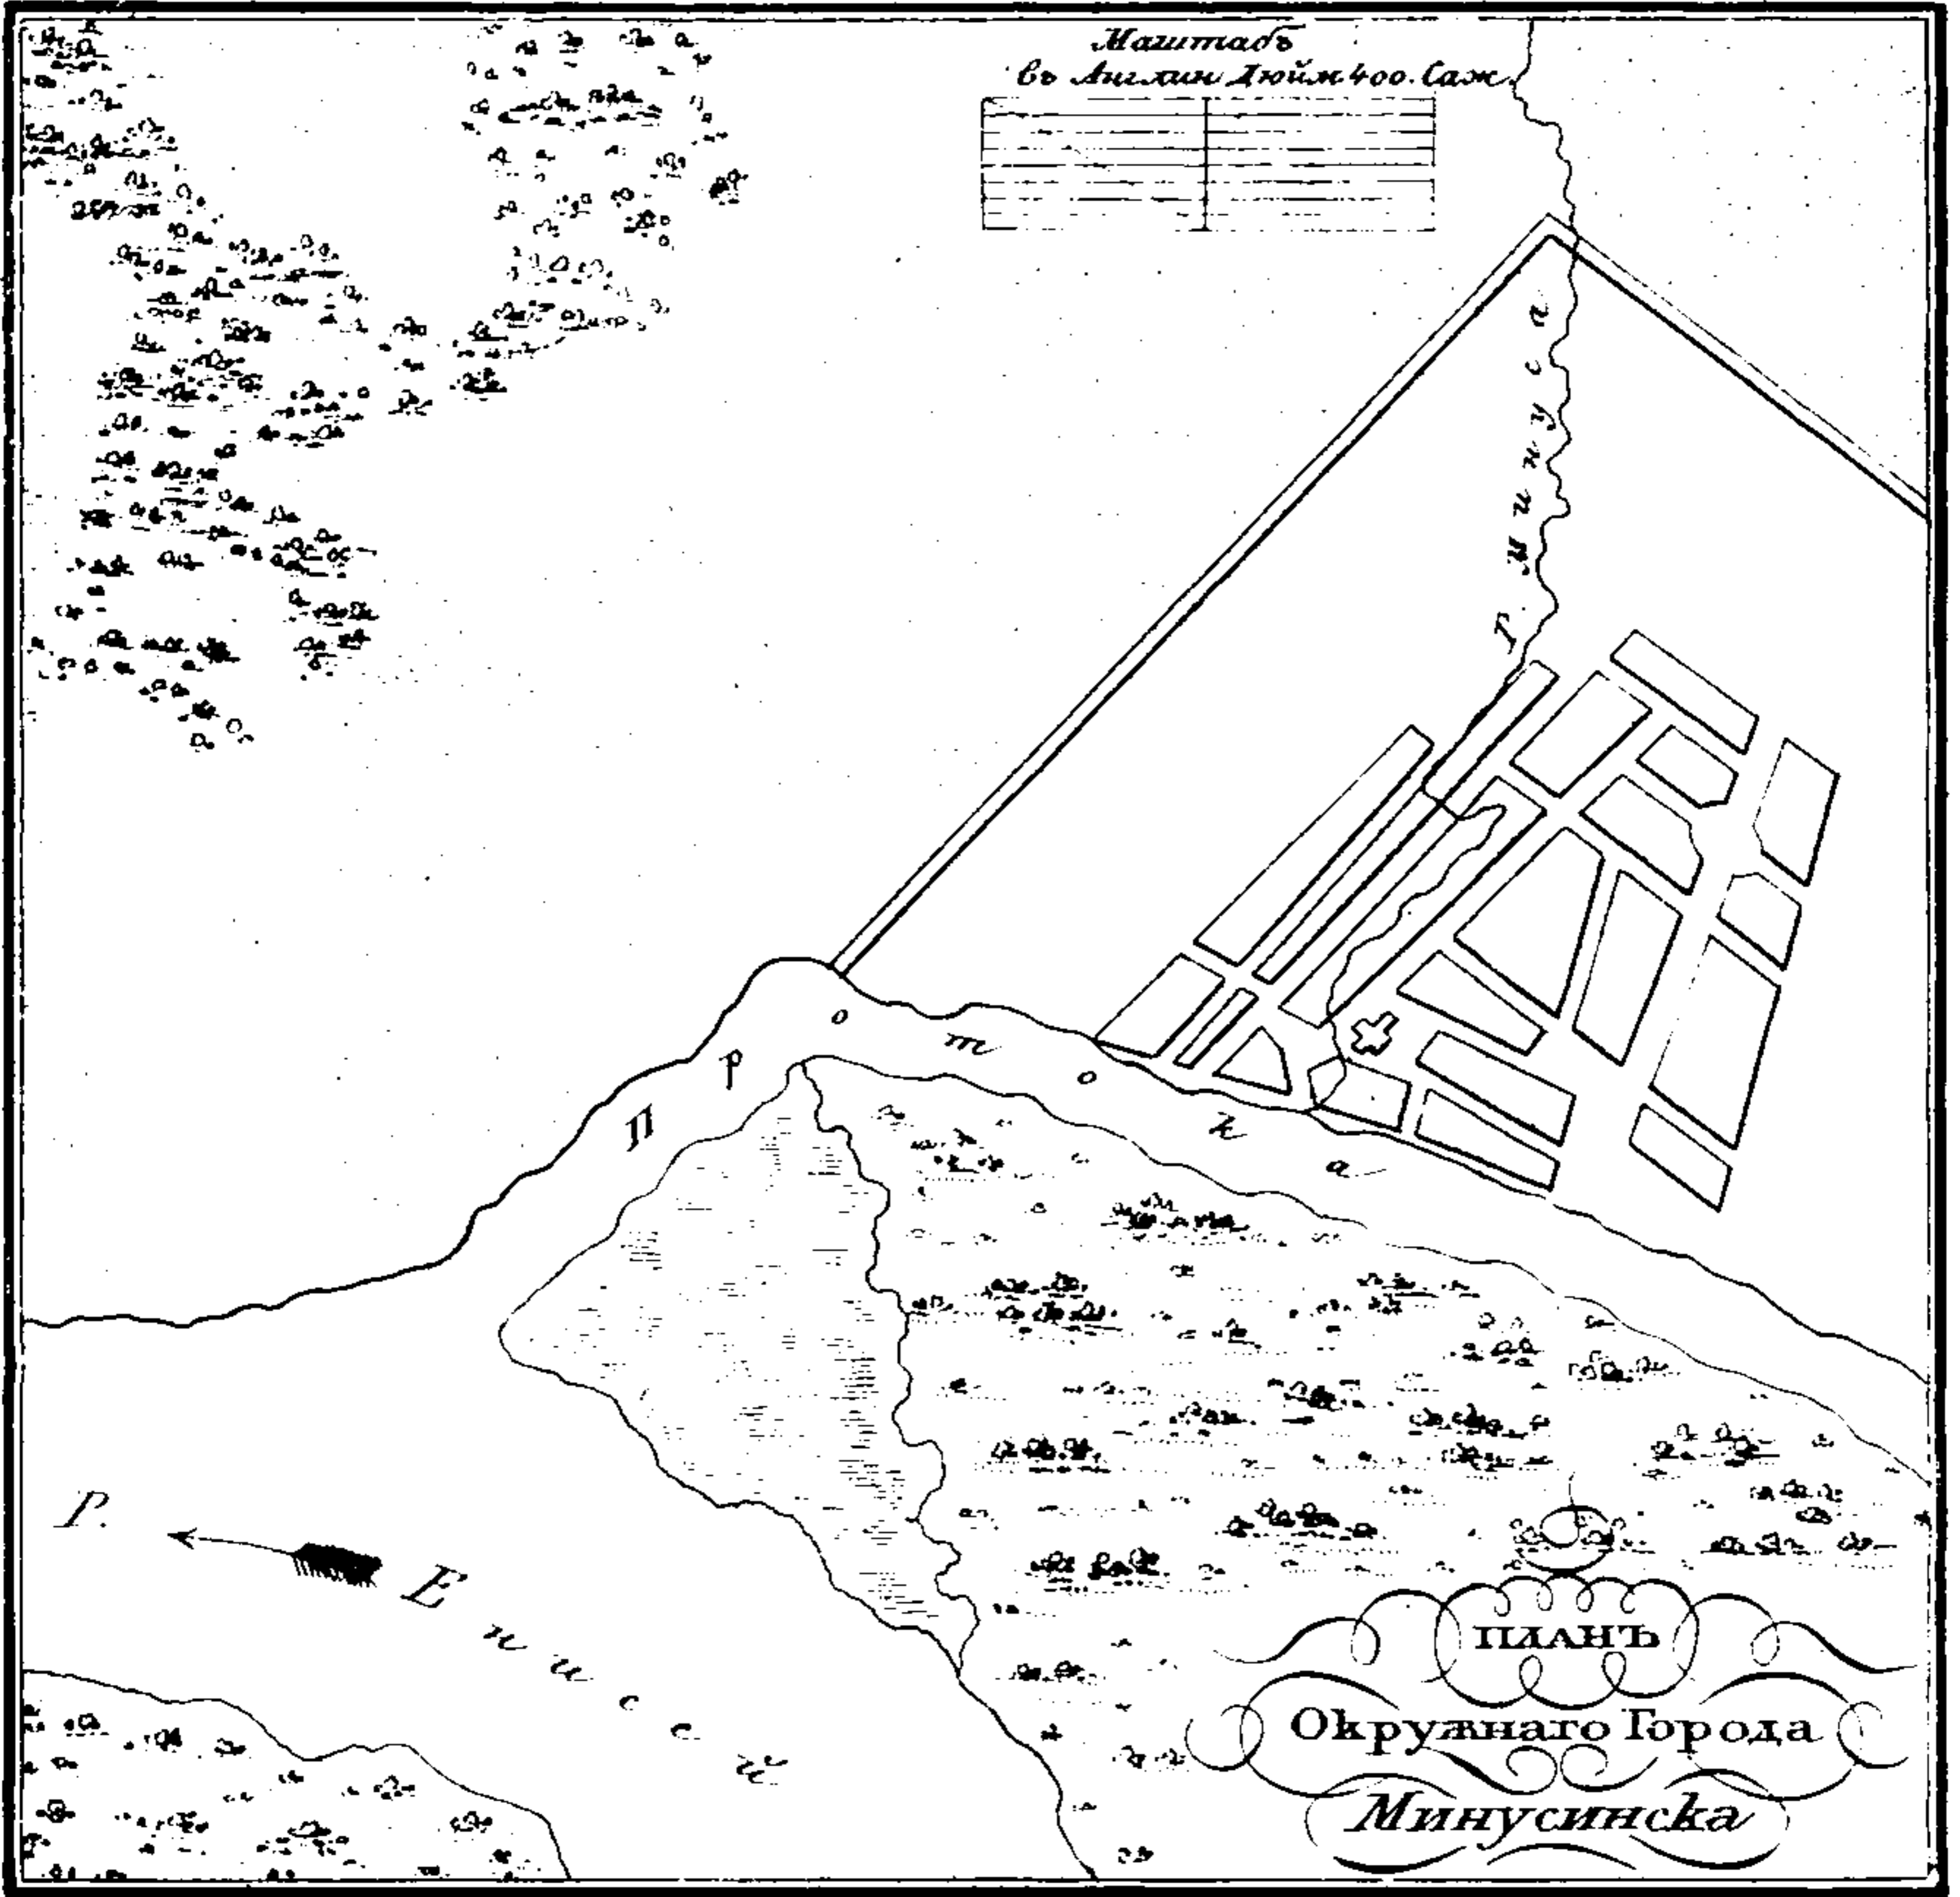 Маштабъ
въ Англин Дюйм 400. Саж.
Р. Минуса
Протока
Р. Енисей
ПЛАНЪ
Окружнаго Города
Минусинска